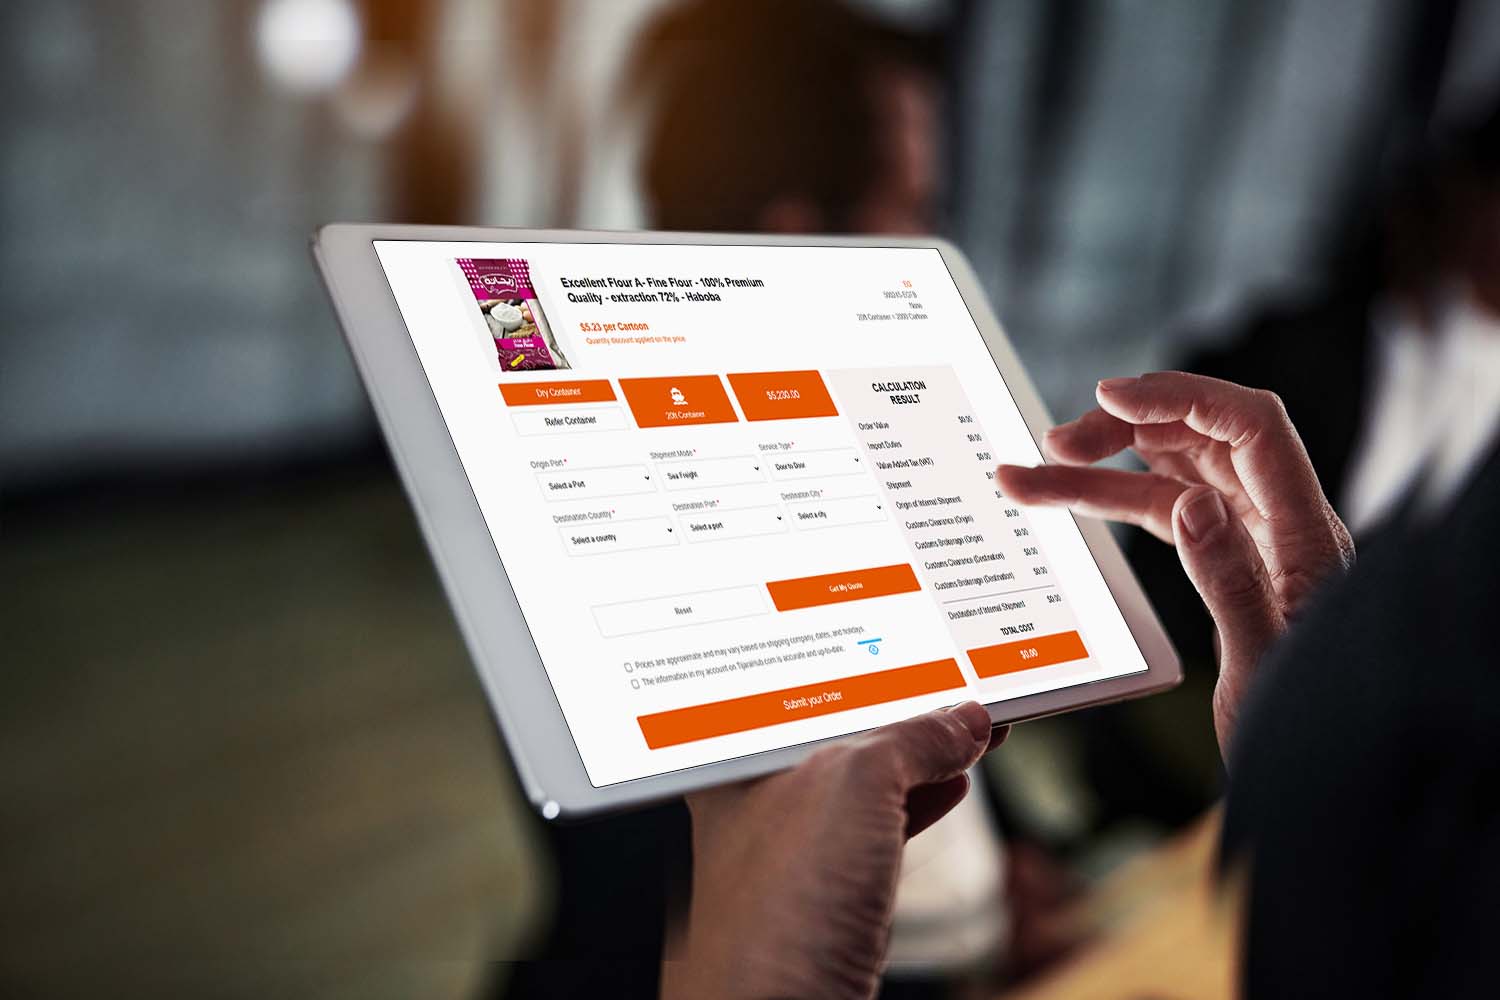 ريحانة
Fine Flour
Excellent Flour A- Fine Flour - 100% Premium
Quality - extraction 72% - Haboba
$5.23 per Cartoon
Quantity discount applied on the price
EG
None
20ft Container = 2000 Cartoon
Dry Container
Refer Container
20ft Container
$5,230.00
Origin Port *
Select a Port
Shipment Mode *
Sea Freight
Service Type *
Door to Door
Destination Country *
Select a country
Destination Port *
Select a port
Destination City *
Select a city
Reset
Get My Quote
Prices are approximate and may vary based on shipping company, dates, and holidays.
The information in my account on Tijarahub.com is accurate and up-to-date.
Submit your Order
CALCULATION
RESULT
Order Value $0.00
Import Duties $0.00
Value Added Tax (VAT) $0.00
Shipment
Origin of Internal Shipment
Customs Clearance (Origin) $0.00
Customs Brokerage (Origin) $0.00
Customs Clearance (Destination) $0.00
Customs Brokerage (Destination) $0.00
Destination of Internal Shipment $0.00
TOTAL COST
$0.00